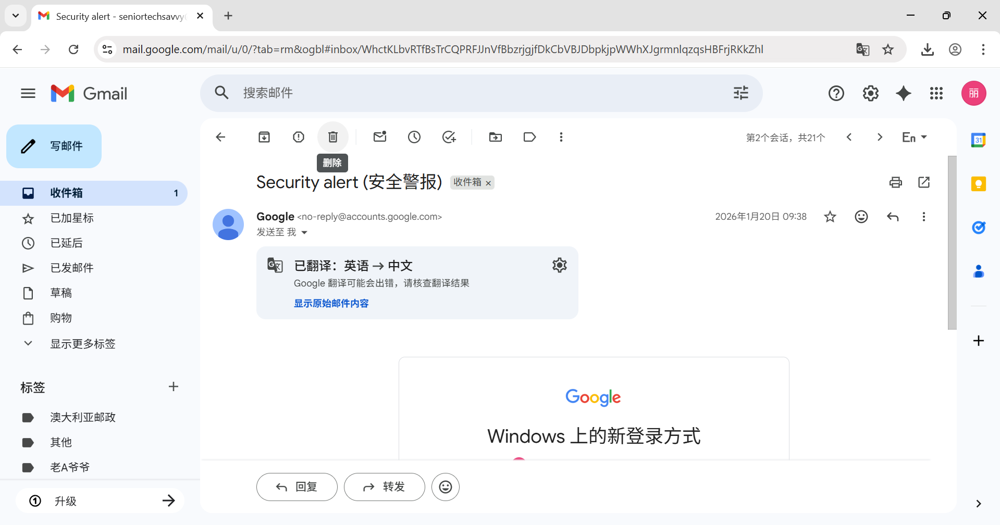 Security alert - seniortechsavvy
mail.google.com/mail/u/0/?tab=rm&ogbl#inbox/WhctKLbvRTfBsTrCQPRFJJnVfBbzrjgjfDkCbVBJDbpkjpWWhXJgrmnlqzqsHBFrjRKkZhl
Gmail
搜索邮件
丽
写邮件
收件箱 1
已加星标
已延后
已发邮件
草稿
购物
显示更多标签
标签
澳大利亚邮政
其他
老A爷爷
升级
第2个会话，共21个
En
删除
Security alert (安全警报) 收件箱 ×
Google <no-reply@accounts.google.com> 2026年1月20日 09:38
发送至 我
已翻译：英语 → 中文
Google 翻译可能会出错，请核查翻译结果
显示原始邮件内容
Google
Windows 上的新登录方式
回复 转发
31